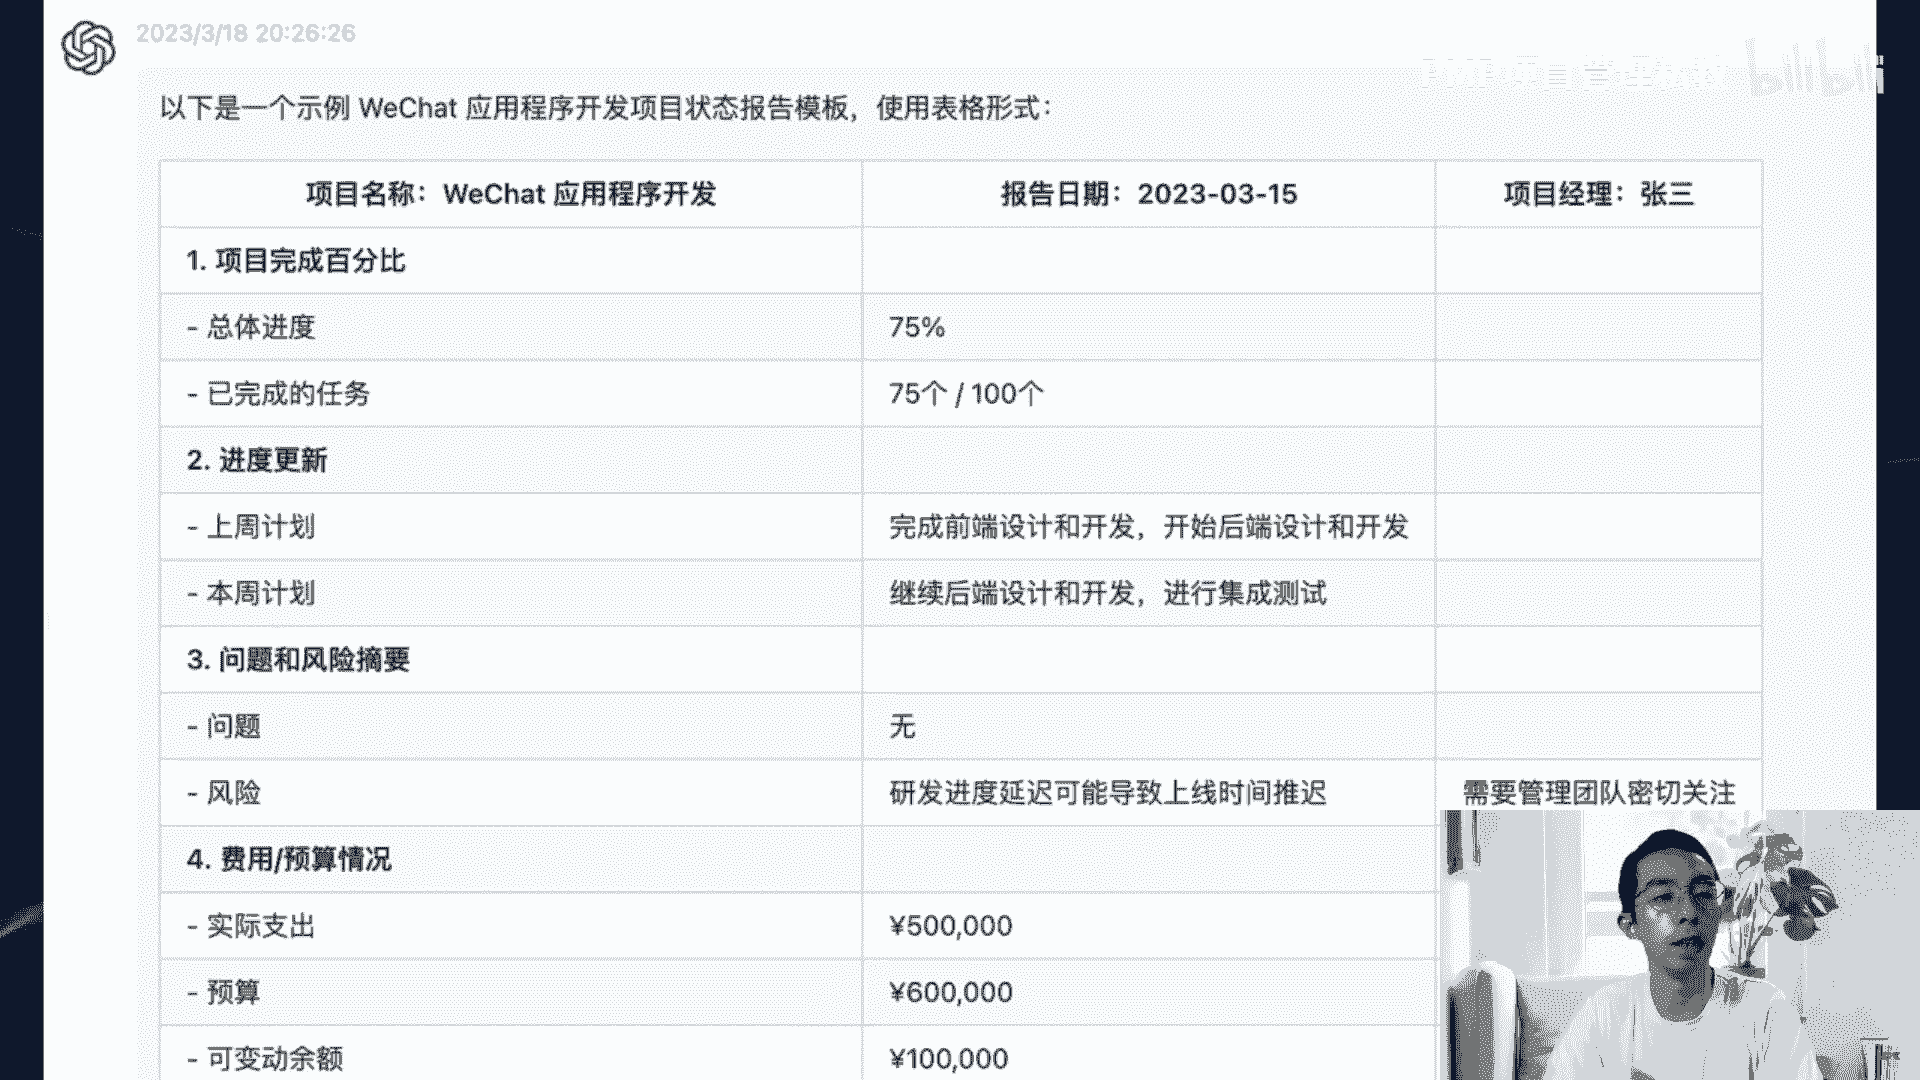 2023/3/18 20:26:26
bilibili
以下是一个示例 WeChat 应用程序开发项目状态报告模板，使用表格形式：
项目名称：WeChat 应用程序开发 报告日期：2023-03-15 项目经理：张三
1. 项目完成百分比
- 总体进度 75%
- 已完成的任务 75个 / 100个
2. 进度更新
- 上周计划 完成前端设计和开发，开始后端设计和开发
- 本周计划 继续后端设计和开发，进行集成测试
3. 问题和风险摘要
- 问题 无
- 风险 研发进度延迟可能导致上线时间推迟 需要管理团队密切关注
4. 费用/预算情况
- 实际支出 ¥500,000
- 预算 ¥600,000
- 可变动余额 ¥100,000